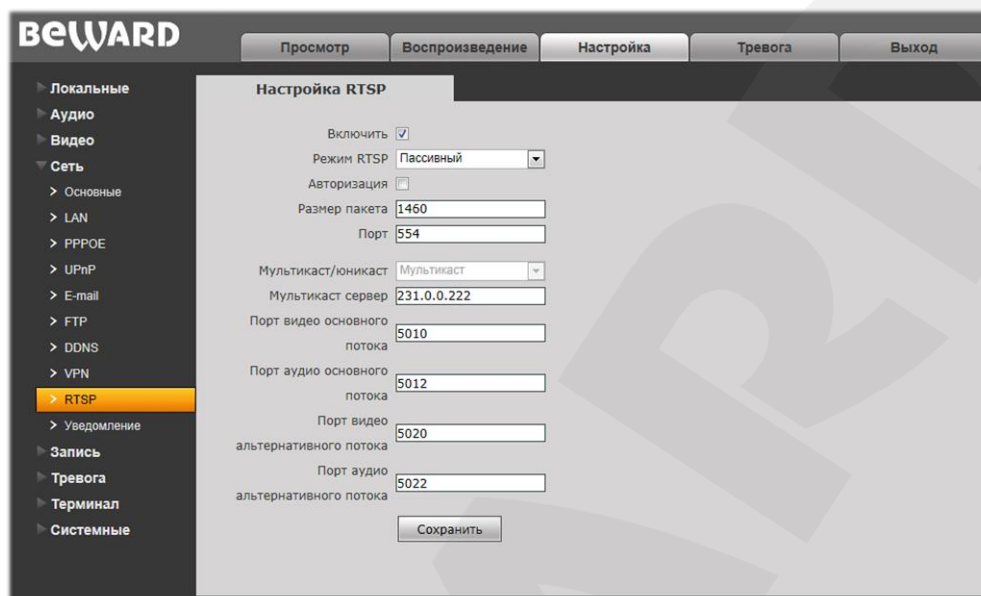 BEWARD
Просмотр
Воспроизведение
Настройка
Тревога
Выход
Локальные
Аудио
Видео
Сеть
Основные
LAN
PPPOE
UPnP
E-mail
FTP
DDNS
VPN
RTSP
Уведомление
Запись
Тревога
Терминал
Системные
Настройка RTSP
Включить
Режим RTSP Пассивный
Авторизация
Размер пакета 1460
Порт 554
Мультикаст/юникаст Мультикаст
Мультикаст сервер 231.0.0.222
Порт видео основного
потока 5010
Порт аудио основного
потока 5012
Порт видео
альтернативного потока 5020
Порт аудио
альтернативного потока 5022
Сохранить